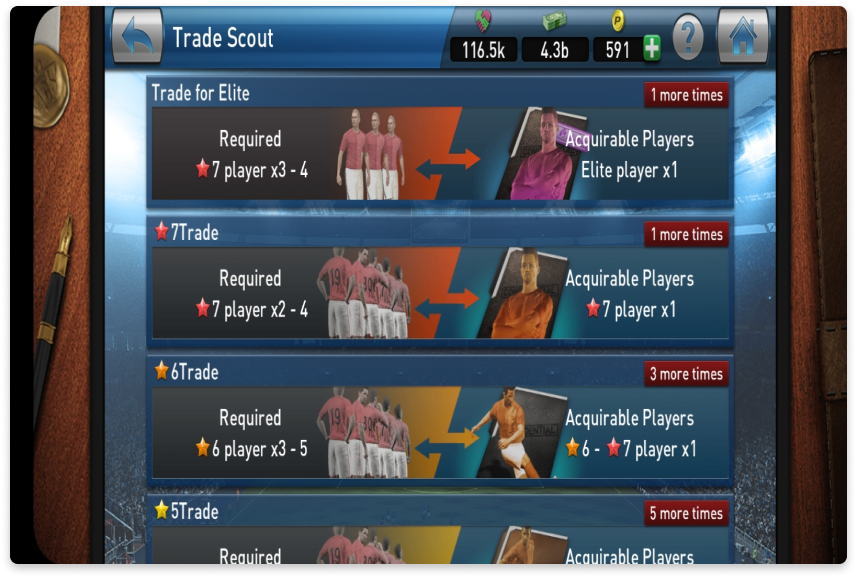 Trade Scout
116.5k
4.3b
591
Trade for Elite
1 more times
Required
7 player x3 - 4
Acquirable Players
Elite player x1
7Trade
1 more times
Required
7 player x2 - 4
Acquirable Players
7 player x1
6Trade
3 more times
Required
6 player x3 - 5
Acquirable Players
6 - 7 player x1
5Trade
5 more times
Required
Acquirable Players